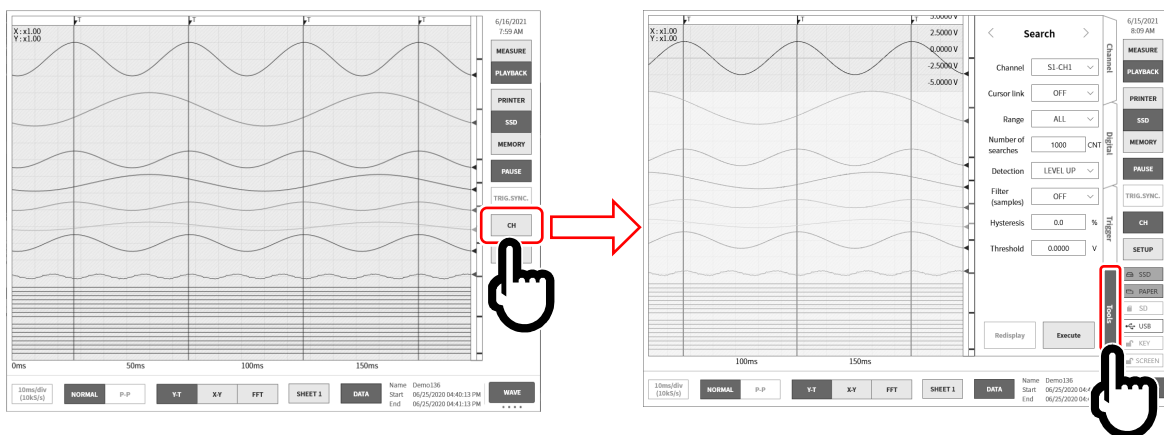 T T T T
X : x1.00
Y : x1.00
6/16/2021
7:59 AM
MEASURE
PLAYBACK
PRINTER
SSD
MEMORY
PAUSE
TRIG.SYNC.
CH
0ms 50ms 100ms 150ms
10ms/div
(10kS/s)
NORMAL P-P Y-T X-Y FFT SHEET 1 DATA
Name Demo136
Start 06/25/2020 04:40:13 PM
End 06/25/2020 04:41:13 PM
WAVE
T T T
X : x1.00
Y : x1.00
5.0000 V
2.5000 V
0.0000 V
-2.5000 V
-5.0000 V
Search
Channel S1-CH1
Cursor link OFF
Range ALL
Number of
searches 1000 CNT
Detection LEVEL UP
Filter
(samples) OFF
Hysteresis 0.0 %
Threshold 0.0000 V
Redisplay Execute
Channel
Digital
Trigger
Tools
6/15/2021
8:09 AM
MEASURE
PLAYBACK
PRINTER
SSD
MEMORY
PAUSE
TRIG.SYNC.
CH
SETUP
SSD
PAPER
SD
USB
KEY
SCREEN
100ms 150ms
10ms/div
(10kS/s)
NORMAL P-P Y-T X-Y FFT SHEET 1 DATA
Name Demo136
Start 06/25/2020 04:4
End 06/25/2020 04: